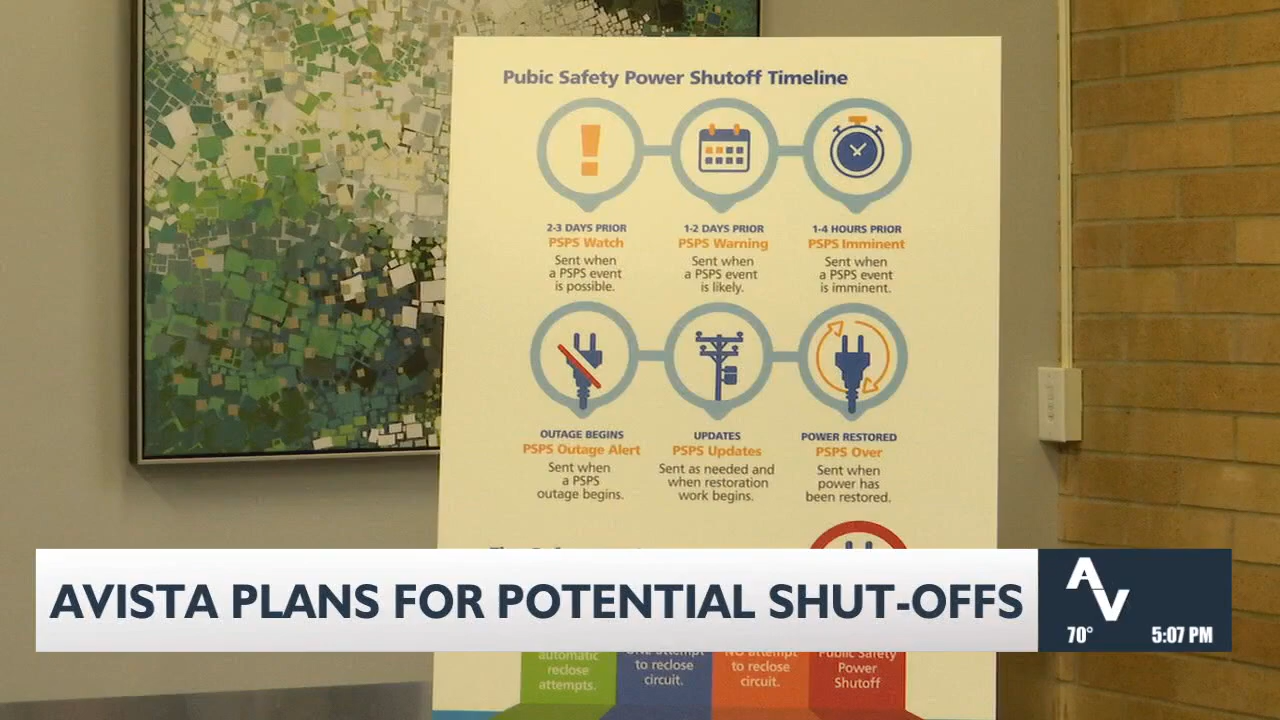 Pubic Safety Power Shutoff Timeline
2-3 DAYS PRIOR
PSPS Watch
Sent when
a PSPS event
is possible.
1-2 DAYS PRIOR
PSPS Warning
Sent when
a PSPS event
is likely.
1-4 HOURS PRIOR
PSPS Imminent
Sent when
a PSPS event
is imminent.
OUTAGE BEGINS
PSPS Outage Alert
Sent when
a PSPS
outage begins.
UPDATES
PSPS Updates
Sent as needed and
when restoration
work begins.
POWER RESTORED
PSPS Over
Sent when
power has
been restored.
AVISTA PLANS FOR POTENTIAL SHUT-OFFS
AV
70°
5:07 PM
automatic
reclose
attempts.
ONE attempt
to reclose
circuit.
NO attempt
to reclose
circuit.
Public Safety
Power
Shutoff